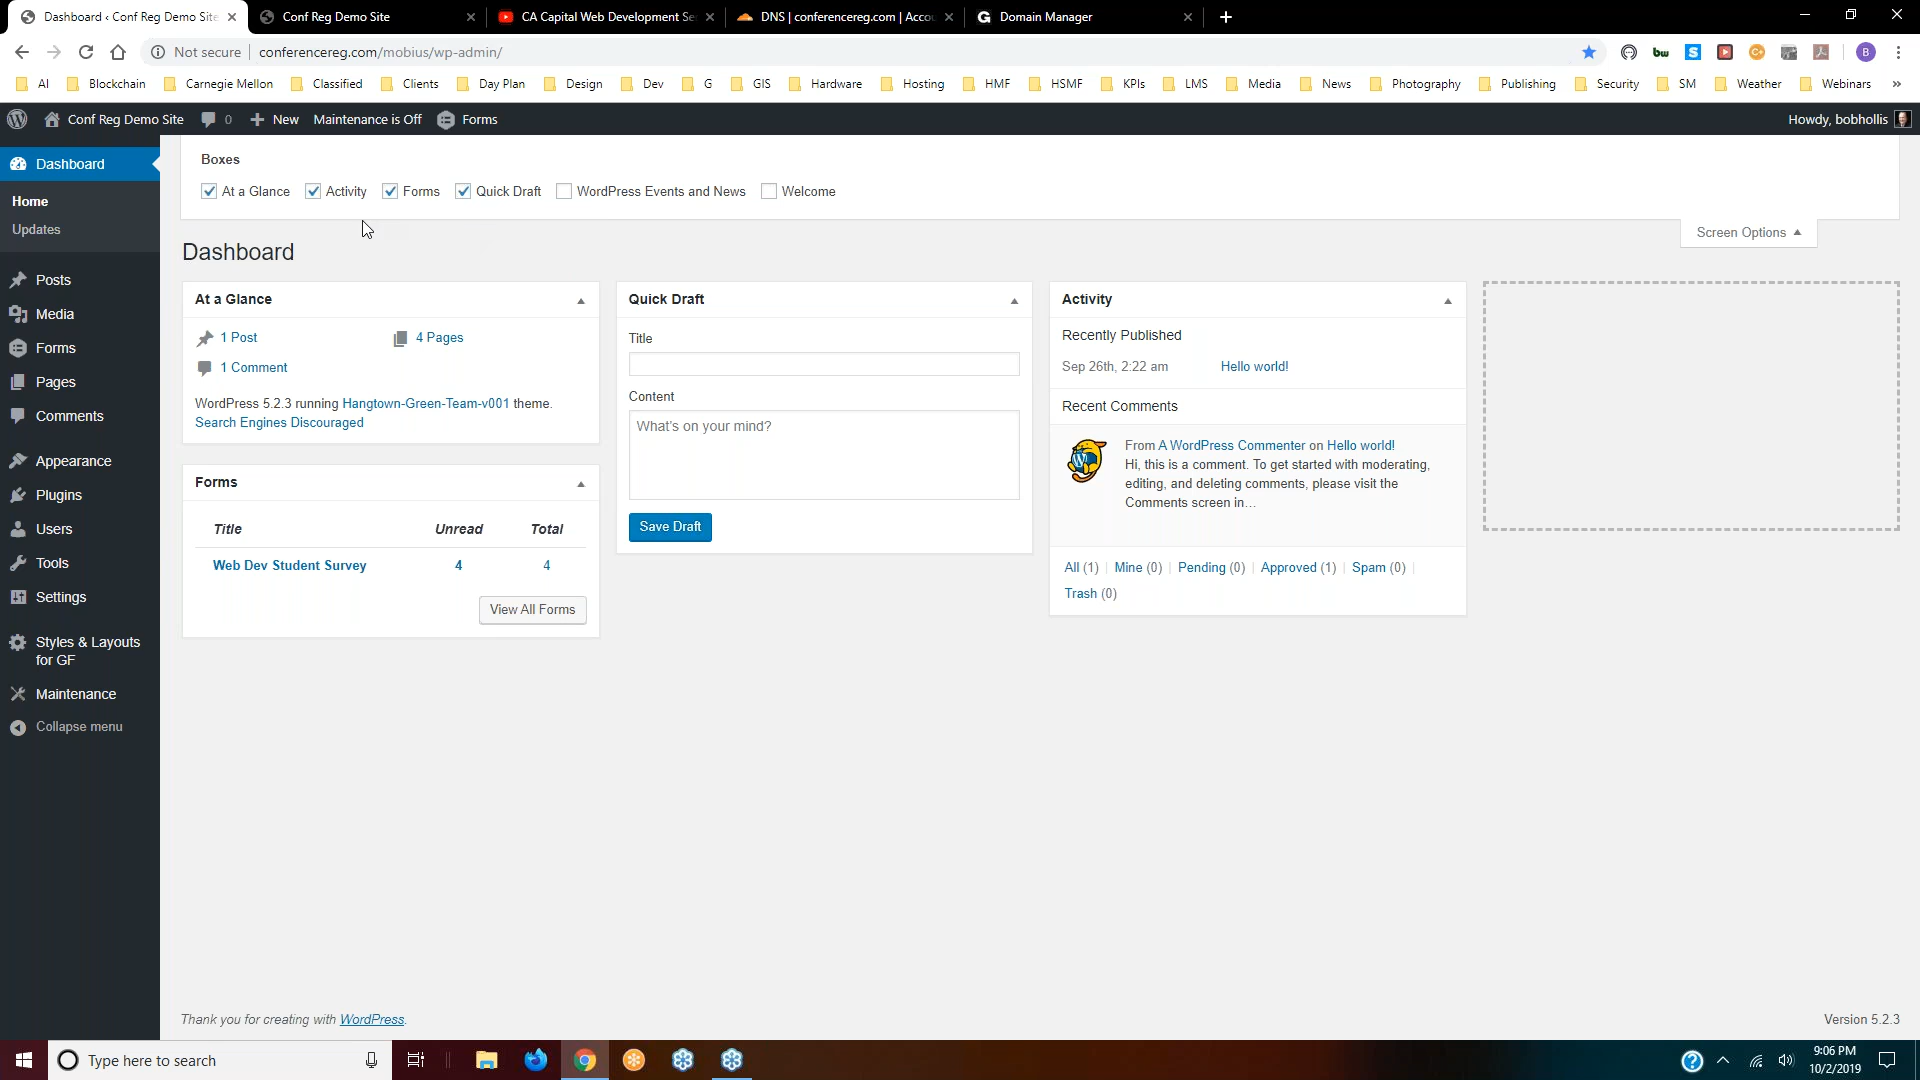 Dashboard ‹ Conf Reg Demo Site
Conf Reg Demo Site
CA Capital Web Development Se
DNS | conferencereg.com | Accou
Domain Manager
Not secure
conferencereg.com/mobius/wp-admin/
B
AI
Blockchain
Carnegie Mellon
Classified
Clients
Day Plan
Design
Dev
G
GIS
Hardware
Hosting
HMF
HSMF
KPIs
LMS
Media
News
Photography
Publishing
Security
SM
Weather
Webinars
»
Conf Reg Demo Site
0
New
Maintenance is Off
Forms
Howdy, bobhollis
Dashboard
Home
Updates
Posts
Media
Forms
Pages
Comments
Appearance
Plugins
Users
Tools
Settings
Styles & Layouts
for GF
Maintenance
Collapse menu
Boxes
At a Glance
Activity
Forms
Quick Draft
WordPress Events and News
Welcome
Screen Options
Dashboard
At a Glance
1 Post
4 Pages
1 Comment
WordPress 5.2.3 running Hangtown-Green-Team-v001 theme.
Search Engines Discouraged
Forms
Title Unread Total
Web Dev Student Survey 4 4
View All Forms
Quick Draft
Title
Content
What's on your mind?
Save Draft
Activity
Recently Published
Sep 26th, 2:22 am Hello world!
Recent Comments
From A WordPress Commenter on Hello world!
Hi, this is a comment. To get started with moderating,
editing, and deleting comments, please visit the
Comments screen in…
All (1) | Mine (0) | Pending (0) | Approved (1) | Spam (0) |
Trash (0)
Thank you for creating with WordPress.
Version 5.2.3
Type here to search
9:06 PM
10/2/2019